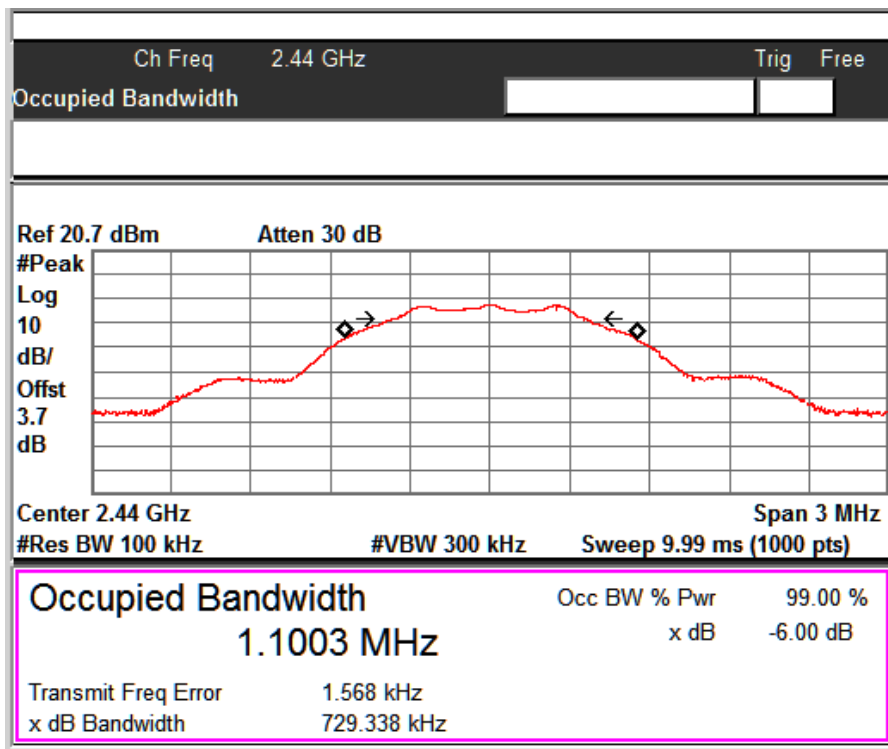 Ch Freq 2.44 GHz Trig Free
Occupied Bandwidth
Ref 20.7 dBm Atten 30 dB
#Peak
Log
10
dB/
Offst
3.7
dB
Center 2.44 GHz Span 3 MHz
#Res BW 100 kHz #VBW 300 kHz Sweep 9.99 ms (1000 pts)
Occupied Bandwidth Occ BW % Pwr 99.00 %
1.1003 MHz x dB -6.00 dB
Transmit Freq Error 1.568 kHz
x dB Bandwidth 729.338 kHz